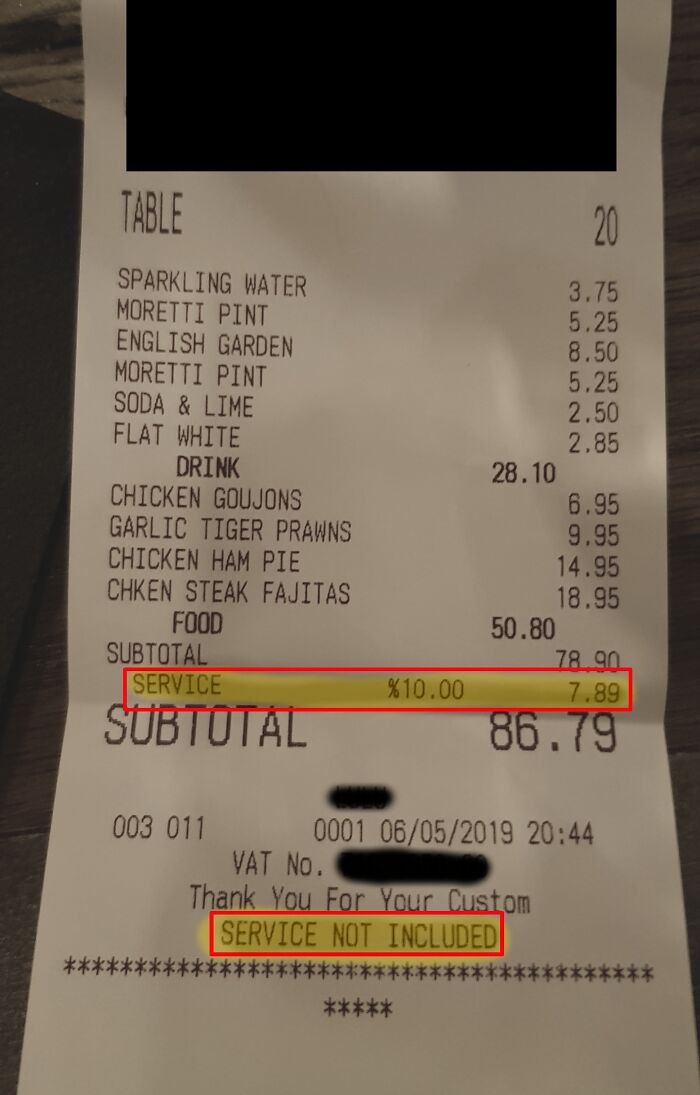 TABLE 20
SPARKLING WATER 3.75
MORETTI PINT 5.25
ENGLISH GARDEN 8.50
MORETTI PINT 5.25
SODA & LIME 2.50
FLAT WHITE 2.85
DRINK 28.10
CHICKEN GOUJONS 6.95
GARLIC TIGER PRAWNS 9.95
CHICKEN HAM PIE 14.95
CHKEN STEAK FAJITAS 18.95
FOOD 50.80
SUBTOTAL 78.90
SERVICE %10.00 7.89
SUBTOTAL 86.79
003 011 0001 06/05/2019 20:44
VAT No.
Thank You For Your Custom
SERVICE NOT INCLUDED
*****************************************
*****